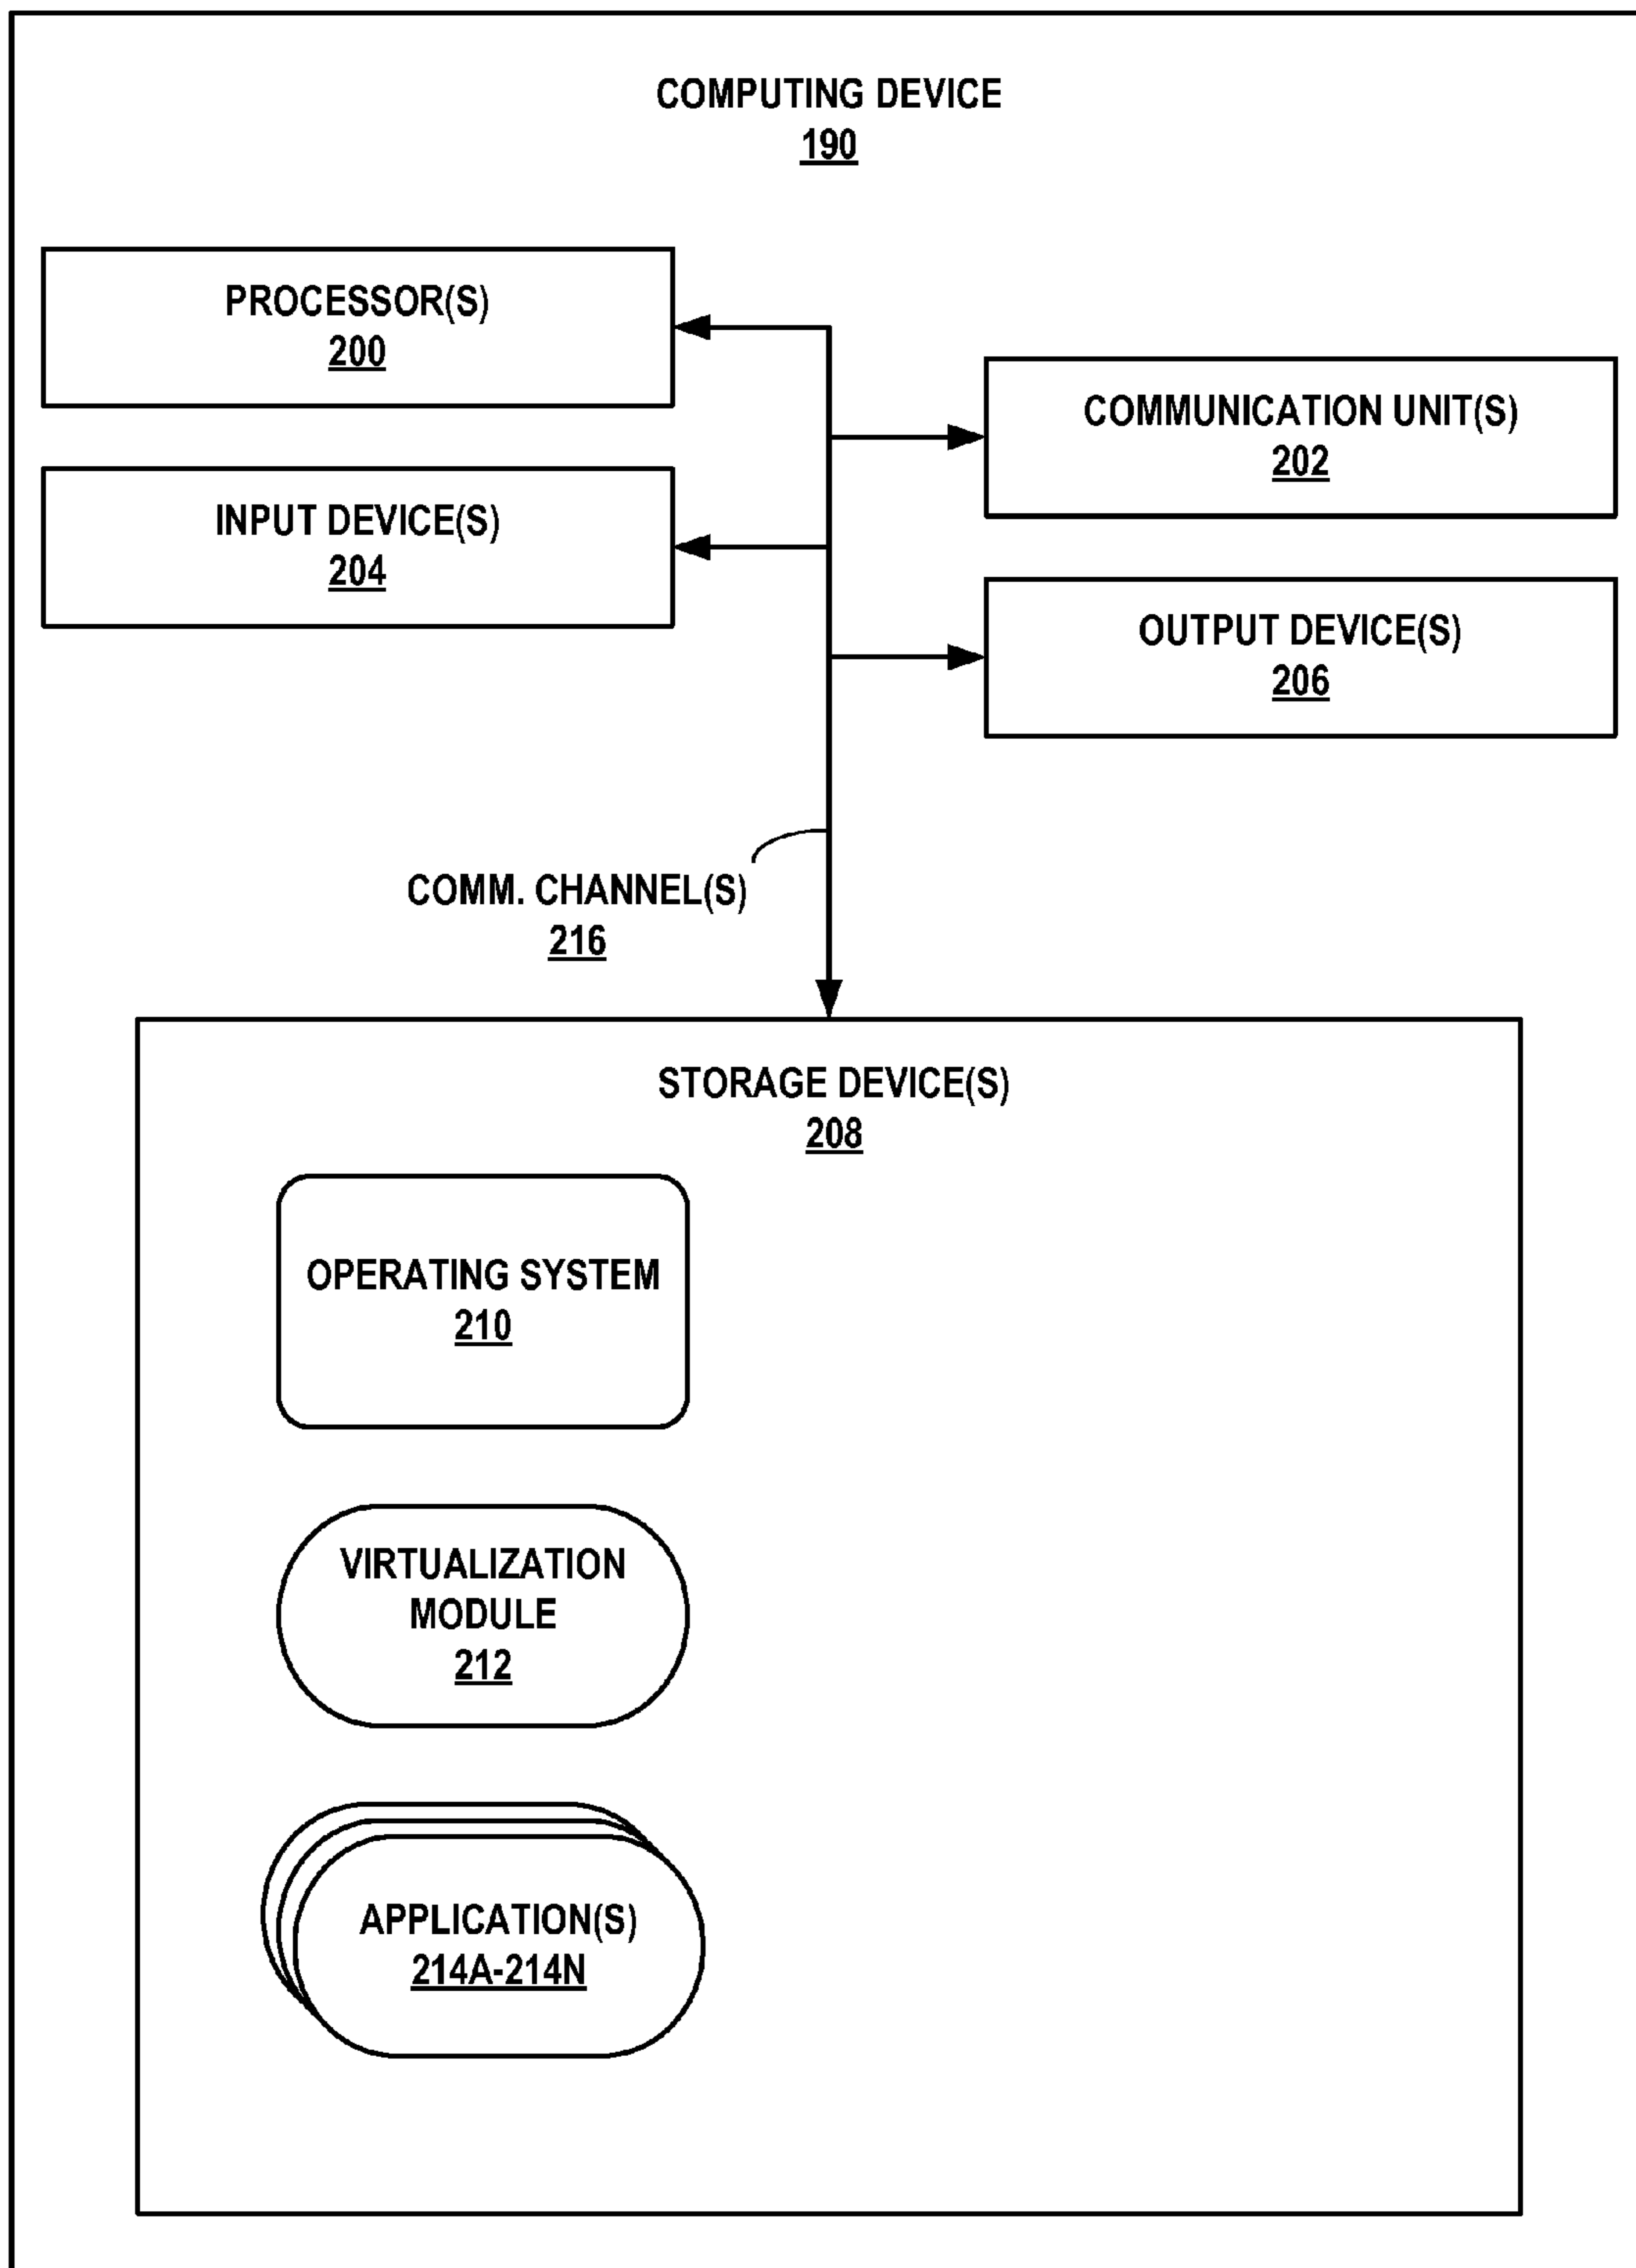 COMPUTING DEVICE
190
PROCESSOR(S)
200
COMMUNICATION UNIT(S)
202
INPUT DEVICE(S)
204
OUTPUT DEVICE(S)
206
COMM. CHANNEL(S)
216
STORAGE DEVICE(S)
208
OPERATING SYSTEM
210
VIRTUALIZATION
MODULE
212
APPLICATION(S)
214A-214N